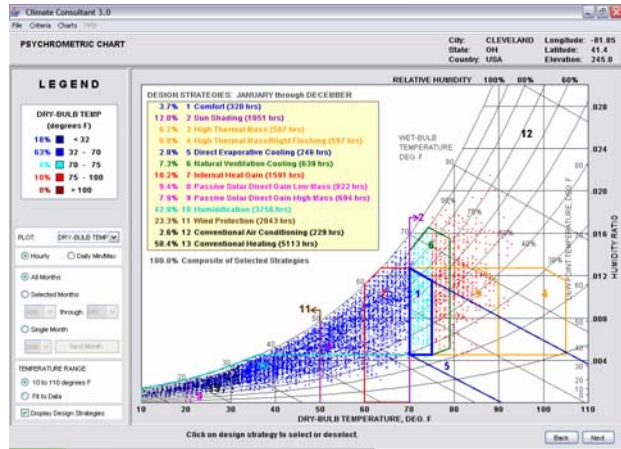 Climate Consultant 3.0
File Criteria Charts Help
PSYCHROMETRIC CHART
City: CLEVELAND Longitude: -81.85
State: OH Latitude: 41.4
Country: USA Elevation: 245.0
LEGEND
DRY-BULB TEMP
(degrees F)
18% < 32
63% 32 - 70
70 - 75
10% 75 - 100
0% > 100
PLOT: DRY-BULB TEMP
Hourly Daily Min/Max
All Months
Selected Months
JAN through DEC
Single Month
JAN Next Month
TEMPERATURE RANGE:
10 to 110 degrees F
Fit to Data
Display Design Strategies
RELATIVE HUMIDITY 100% 80% 60%
DESIGN STRATEGIES: JANUARY through DECEMBER
3.7% 1 Comfort (320 hrs)
12.0% 2 Sun Shading (1051 hrs)
3 High Thermal Mass (587 hrs)
4 High Thermal Mass/Night Flushing (597 hrs)
2.8% 5 Direct Evaporative Cooling (246 hrs)
7.3% 6 Natural Ventilation Cooling (639 hrs)
18.2% 7 Internal Heat Gain (1591 hrs)
9.4% 8 Passive Solar Direct Gain Low Mass (822 hrs)
7.9% 9 Passive Solar Direct Gain High Mass (694 hrs)
42.9% 10 Humidification (3756 hrs)
23.3% 11 Wind Protection (2043 hrs)
2.6% 12 Conventional Air Conditioning (229 hrs)
58.4% 13 Conventional Heating (5113 hrs)
100.0% Composite of Selected Strategies
WET-BULB
TEMPERATURE
DEG. F
DEW POINT TEMPERATURE, DEG. F
HUMIDITY RATIO
.028
.024
.020
.016
.012
.008
.004
12
2
6
11
7
1
4
5
9
10 20 30 40 50 60 70 80 90 100 110
DRY-BULB TEMPERATURE, DEG. F
Click on design strategy to select or deselect.
Back Next